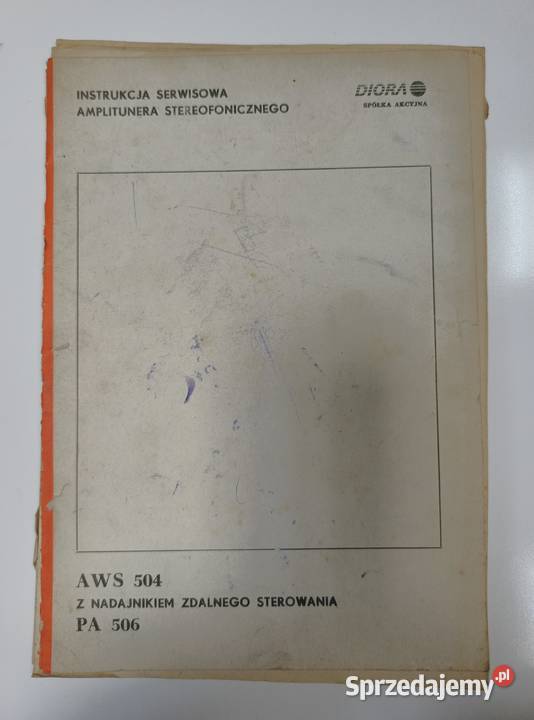 INSTRUKCJA SERWISOWA
AMPLITUNERA STEREOFONICZNEGO
DIORA
SPÓŁKA AKCYJNA
AWS 504
Z NADAJNIKIEM ZDALNEGO STEROWANIA
PA 506
Sprzedajemy.pl